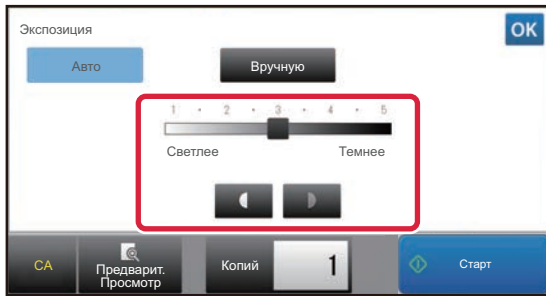 Экспозиция
OK
Авто
Вручную
1 · 2 · 3 · 4 · 5
Светлее
Темнее
CA
Предварит.
Просмотр
Копий
1
Старт